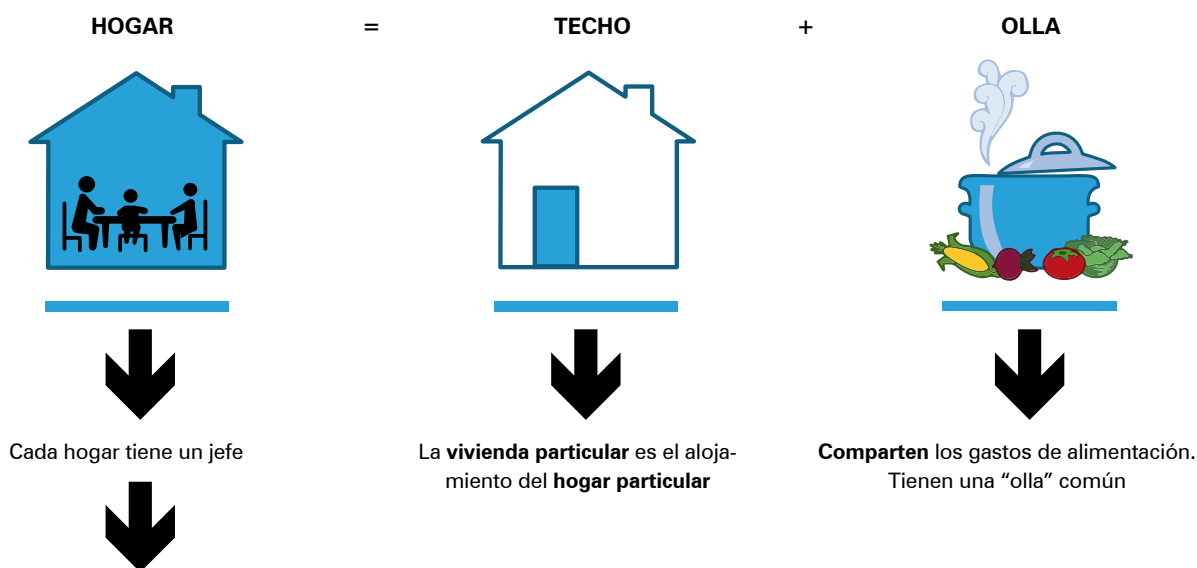 HOGAR = TECHO + OLLA
Cada hogar tiene un jefe
La vivienda particular es el aloja-
miento del hogar particular
Comparten los gastos de alimentación.
Tienen una “olla” común